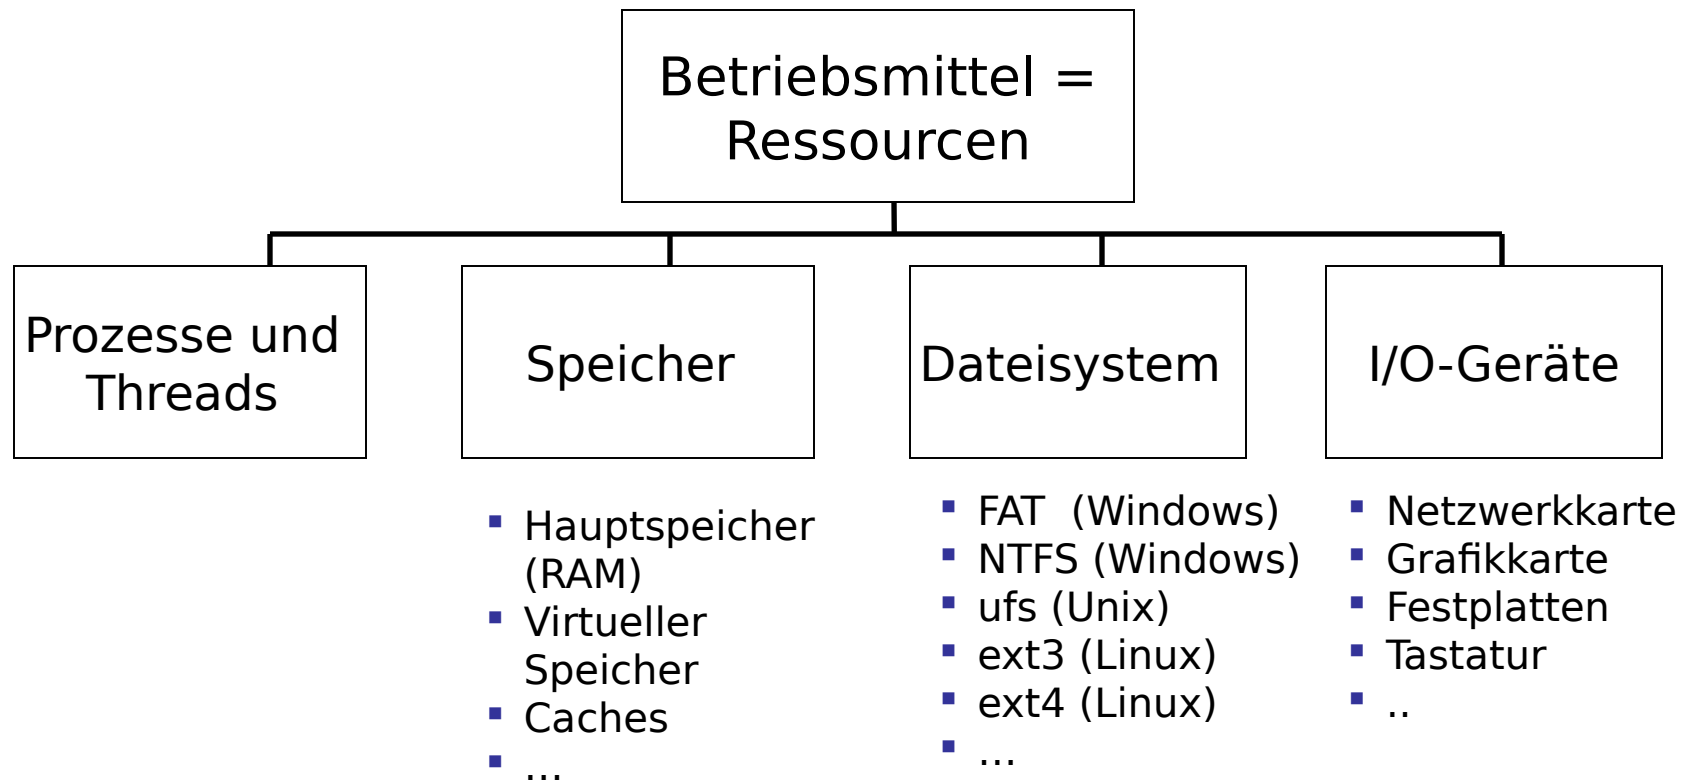 Betriebsmittel =
Ressourcen
Prozesse und
Threads
Speicher
Dateisystem
I/O-Geräte
Hauptspeicher
(RAM)
Virtueller
Speicher
Caches
...
FAT  (Windows)
NTFS (Windows)
ufs (Unix)
ext3 (Linux)
ext4 (Linux)
...
Netzwerkkarte
Grafikkarte
Festplatten
Tastatur
..